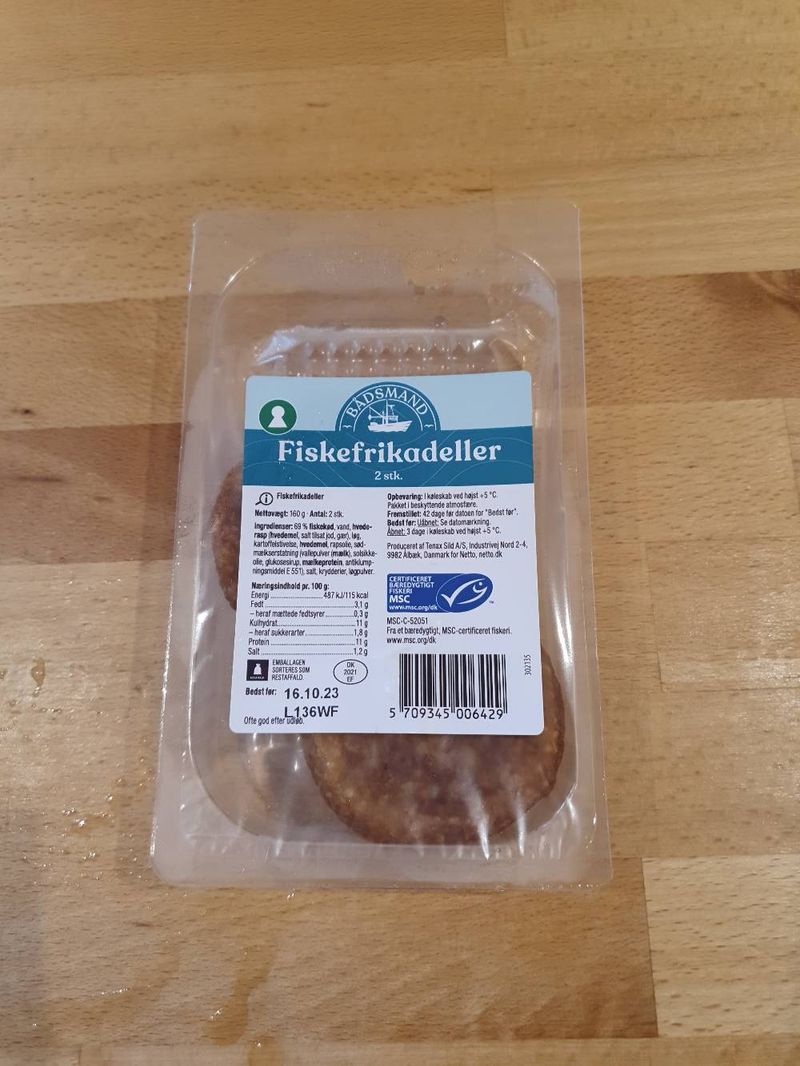 BÅDSMAND
Fiskefrikadeller
2 stk.
Fiskefrikadeller
Nettovægt: 160 g · Antal: 2 stk.
Ingredienser: 69 % fiskekød, vand, hvede-
rasp (hvedemel, salt tilsat jod, gær), løg,
kartoffelstivelse, hvedemel, rapsolie, sød-
mælkserstatning (vallepulver (mælk), solsikke-
olie, glukosesirup, mælkeprotein, antiklump-
ningsmiddel E 551), salt, krydderier, løgpulver.
Næringsindhold pr. 100 g:
Energi 487 kJ/115 kcal
Fedt 3,1 g
– heraf mættede fedtsyrer 0,3 g
Kulhydrat 11 g
– heraf sukkerarter 1,8 g
Protein 11 g
Salt 1,2 g
EMBALLAGEN
SORTERES SOM
RESTAFFALD.
DK
2021
EF
Bedst før: 16.10.23
L136WF
Ofte god efter udløb.
Opbevaring: I køleskab ved højst +5 °C.
Pakket i beskyttende atmosfære.
Fremstillet: 42 dage før datoen for "Bedst før".
Bedst før: Uåbnet: Se datomærkning.
Åbnet: 3 dage i køleskab ved højst +5 °C.
Produceret af Tenax Sild A/S, Industrivej Nord 2-4,
9982 Ålbæk, Danmark for Netto, netto.dk
CERTIFICERET
BÆREDYGTIGT
FISKERI
MSC
www.msc.org/dk
MSC-C-52051
Fra et bæredygtigt, MSC-certificeret fiskeri.
www.msc.org/dk
302135
5 709345 006429